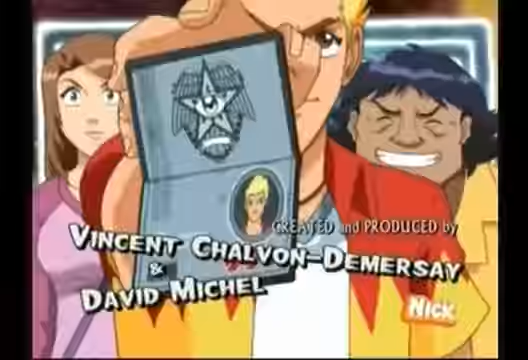 CREATED and PRODUCED by
VINCENT CHALVON-DEMERSAY
&
DAVID MICHEL
NICK